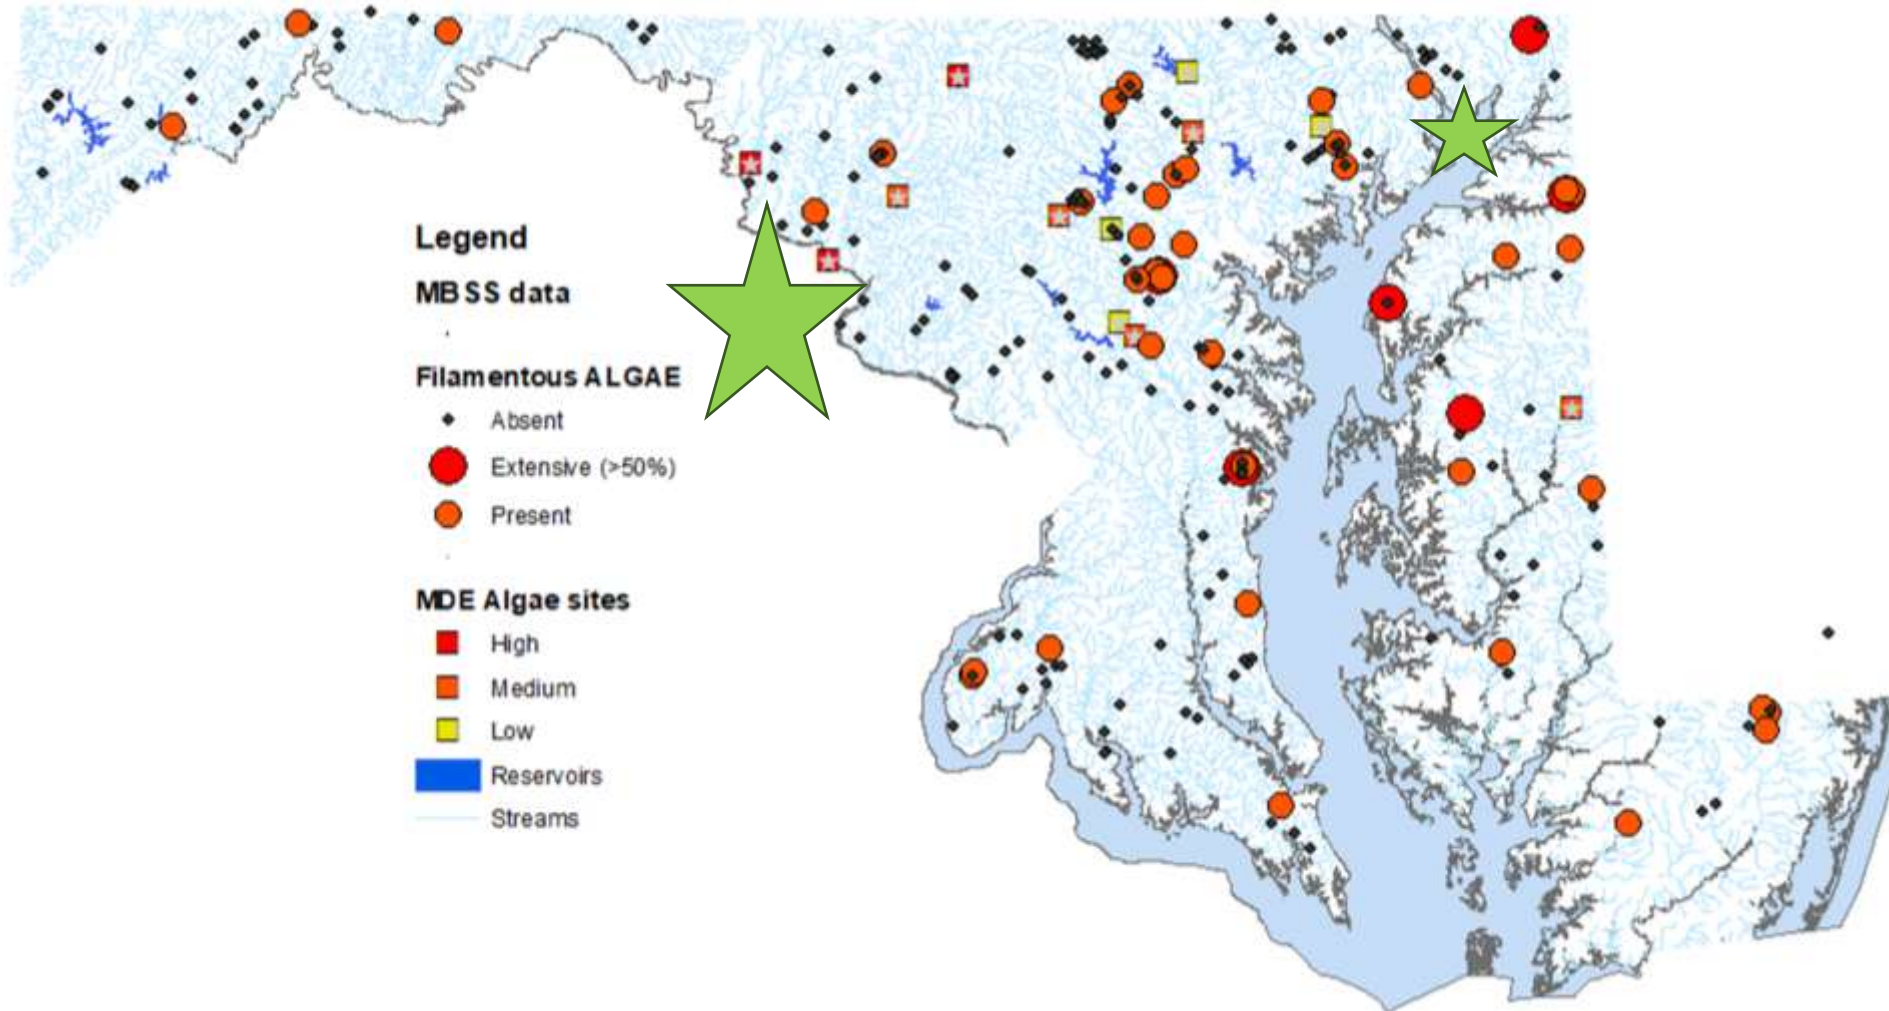 Legend
MBSS data
Filamentous ALGAE
Absent
Extensive (>50%)
Present
MDE Algae sites
High
Medium
Low
Reservoirs
Streams